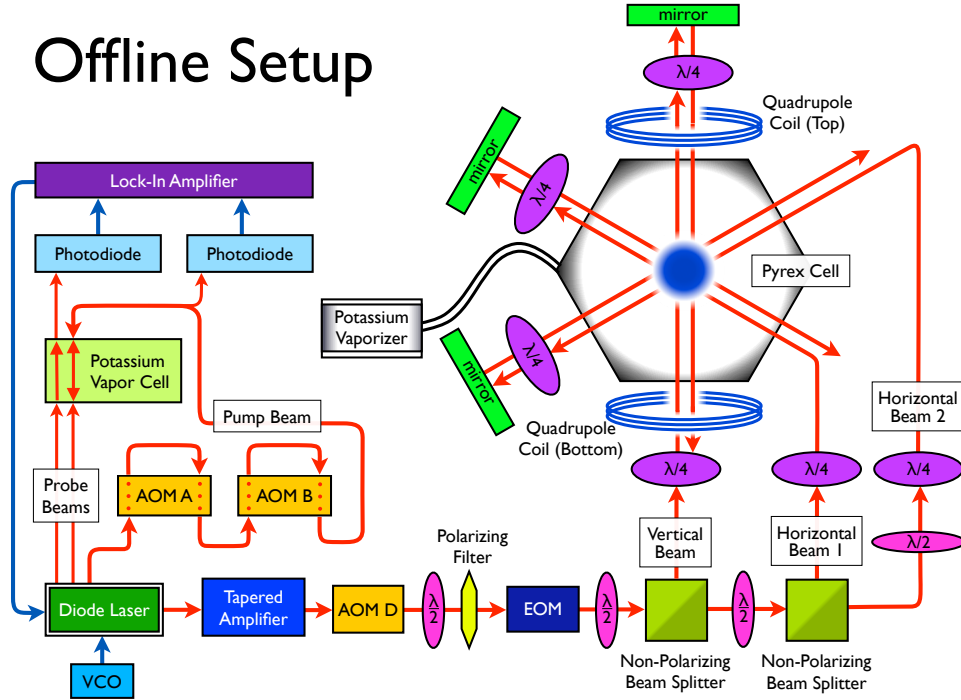 Offline Setup
mirror
λ/4
Quadrupole
Coil (Top)
mirror
λ/4
Lock-In Amplifier
Photodiode
Photodiode
Pyrex Cell
Potassium
Vaporizer
Potassium
Vapor Cell
mirror
λ/4
Pump Beam
Horizontal
Beam 2
Quadrupole
Coil (Bottom)
λ/4
λ/4
λ/4
Probe
Beams
AOM A
AOM B
Polarizing
Filter
Vertical
Beam
Horizontal
Beam 1
λ/2
Diode Laser
Tapered
Amplifier
AOM D
λ
2
EOM
λ
2
λ
2
VCO
Non-Polarizing
Beam Splitter
Non-Polarizing
Beam Splitter